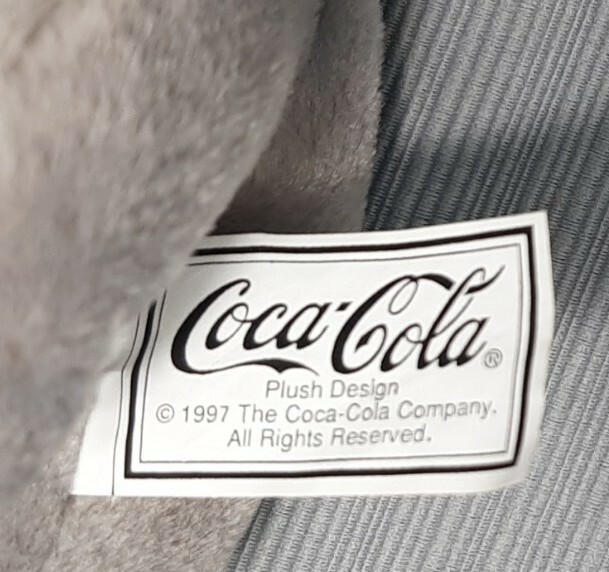 Coca-Cola®
Plush Design
© 1997 The Coca-Cola Company.
All Rights Reserved.